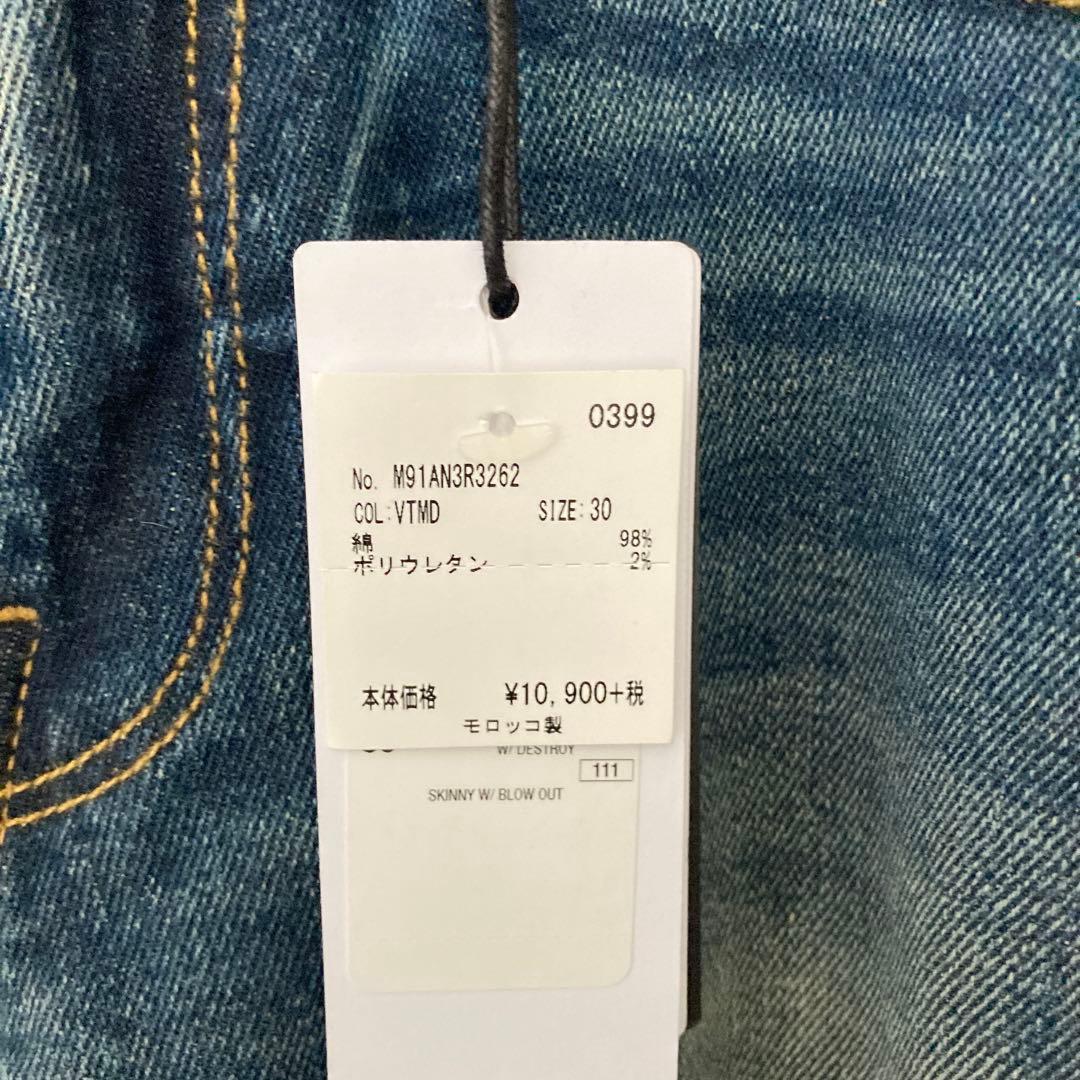 0399
No. M91AN3R3262
COL:VTMD SIZE:30
綿 98%
ポリウレタン 2%
本体価格 ¥10,900+税
モロッコ製
W/ DESTROY
111
SKINNY W/ BLOW OUT